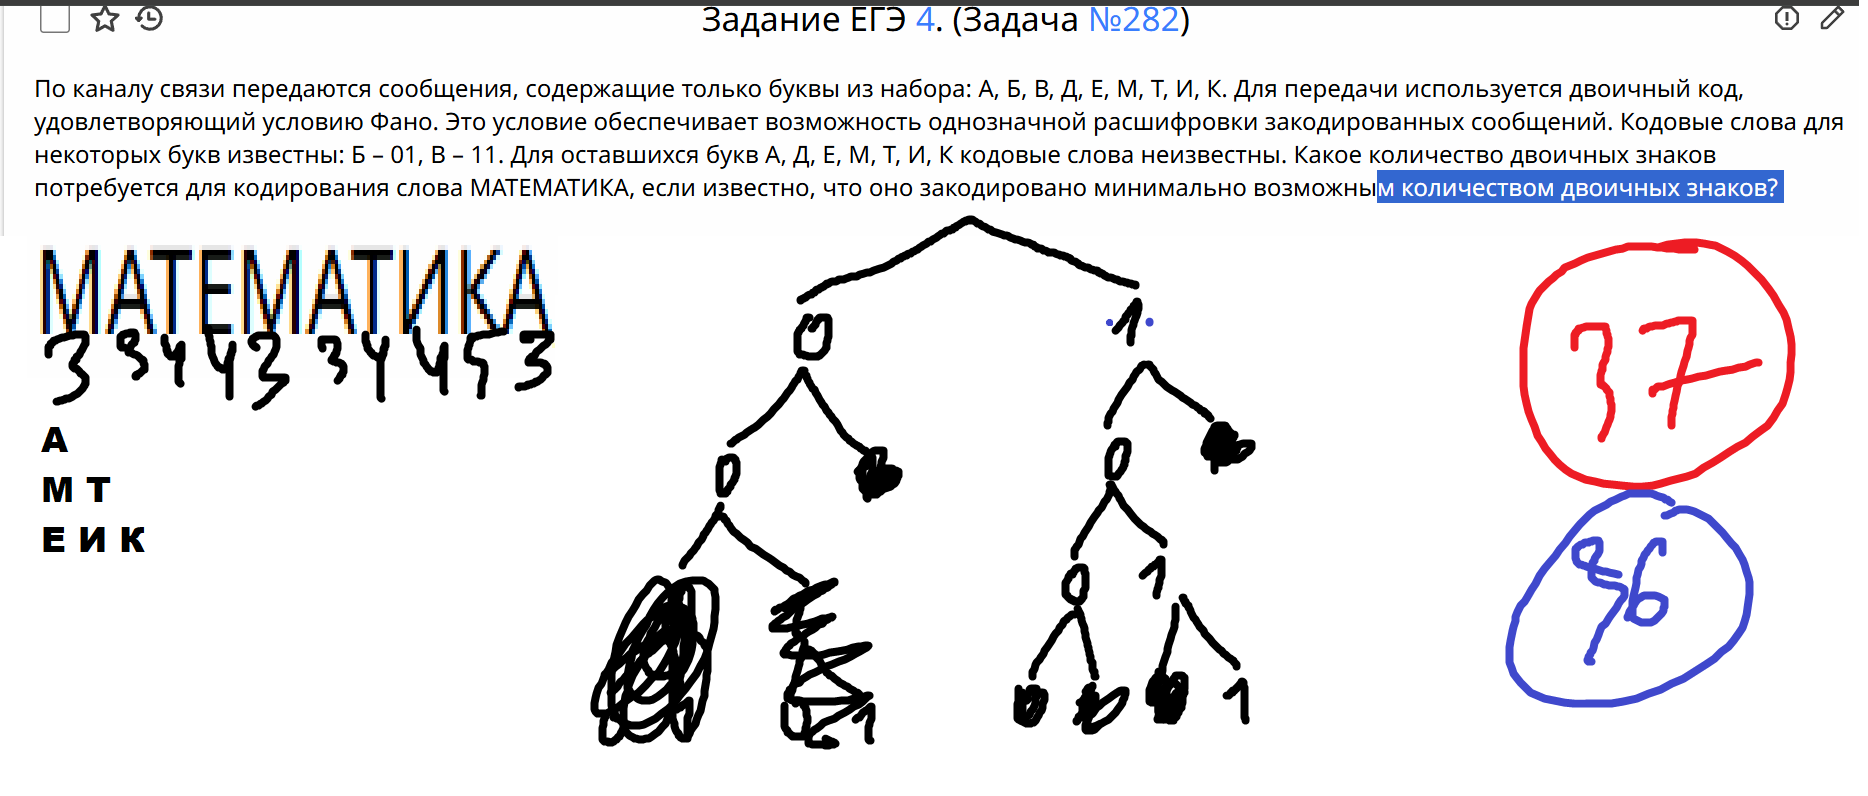 Задание ЕГЭ 4. (Задача №282)
По каналу связи передаются сообщения, содержащие только буквы из набора: А, Б, В, Д, Е, М, Т, И, К. Для передачи используется двоичный код,
удовлетворяющий условию Фано. Это условие обеспечивает возможность однозначной расшифровки закодированных сообщений. Кодовые слова для
некоторых букв известны: Б – 01, В – 11. Для оставшихся букв А, Д, Е, М, Т, И, К кодовые слова неизвестны. Какое количество двоичных знаков
потребуется для кодирования слова МАТЕМАТИКА, если известно, что оно закодировано минимально возможным количеством двоичных знаков?
МАТЕМАТИКА
3 3 4 4 3 3 4 4 5 3
А
М Т
Е И К
0 1
0 0
0 1
0 1 1
37
36